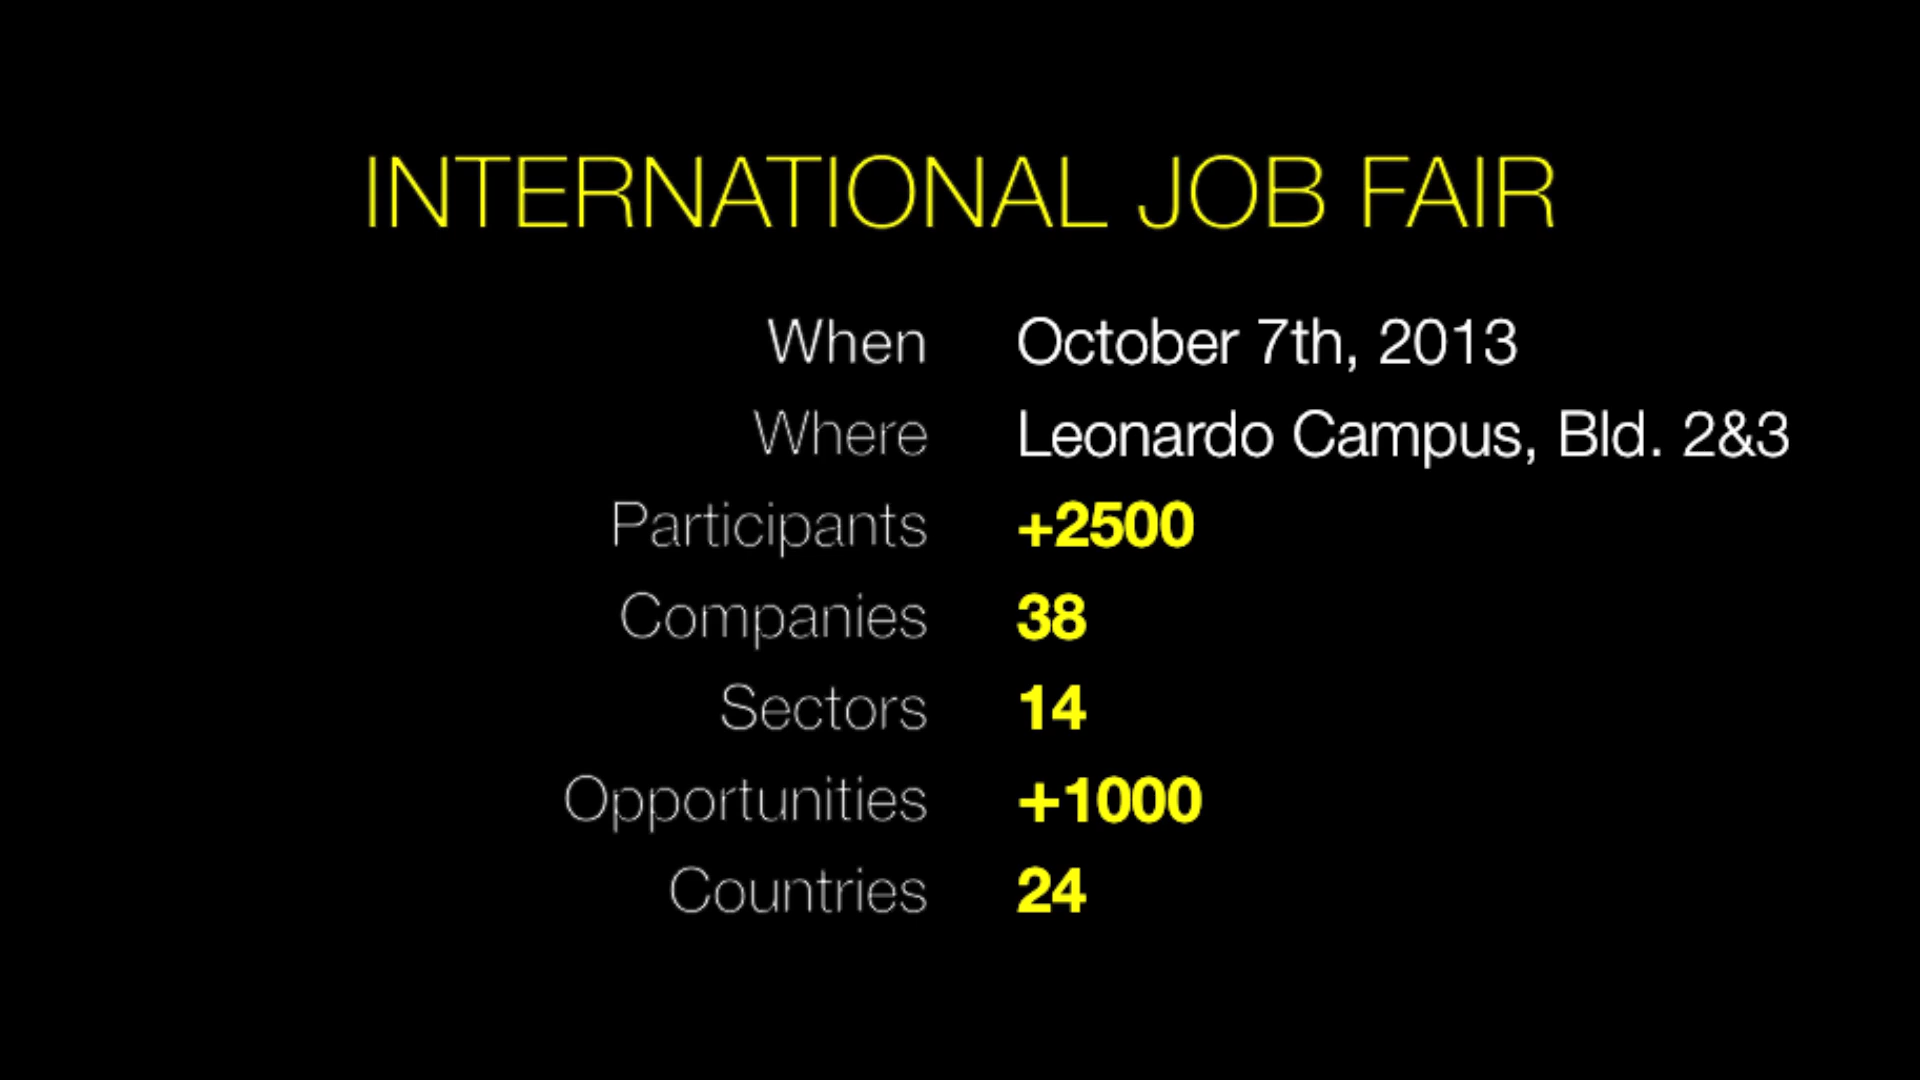 INTERNATIONAL JOB FAIR
When October 7th, 2013
Where Leonardo Campus, Bld. 2&3
Participants +2500
Companies 38
Sectors 14
Opportunities +1000
Countries 24